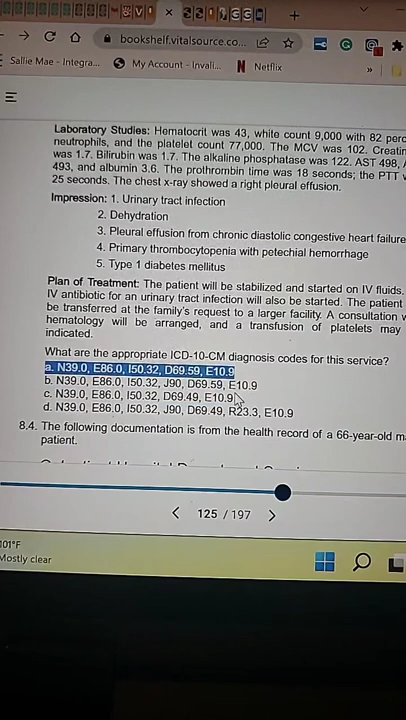 bookshelf.vitalsource.co...
Sallie Mae - Integra...
My Account - Invali...
Netflix
»
Laboratory Studies: Hematocrit was 43, white count 9,000 with 82 perc
neutrophils, and the platelet count 77,000. The MCV was 102. Creatin
was 1.7. Bilirubin was 1.7. The alkaline phosphatase was 122. AST 498, A
493, and albumin 3.6. The prothrombin time was 18 seconds; the PTT w
25 seconds. The chest x-ray showed a right pleural effusion.
Impression: 1. Urinary tract infection
2. Dehydration
3. Pleural effusion from chronic diastolic congestive heart failure
4. Primary thrombocytopenia with petechial hemorrhage
5. Type 1 diabetes mellitus
Plan of Treatment: The patient will be stabilized and started on IV fluids.
IV antibiotic for an urinary tract infection will also be started. The patient
be transferred at the family's request to a larger facility. A consultation w
hematology will be arranged, and a transfusion of platelets may
indicated.
What are the appropriate ICD-10-CM diagnosis codes for this service?
a. N39.0, E86.0, I50.32, D69.59, E10.9
b. N39.0, E86.0, I50.32, J90, D69.59, E10.9
c. N39.0, E86.0, I50.32, D69.49, E10.9
d. N39.0, E86.0, I50.32, J90, D69.49, R23.3, E10.9
8.4. The following documentation is from the health record of a 66-year-old m
patient.
125 / 197
101°F
Mostly clear